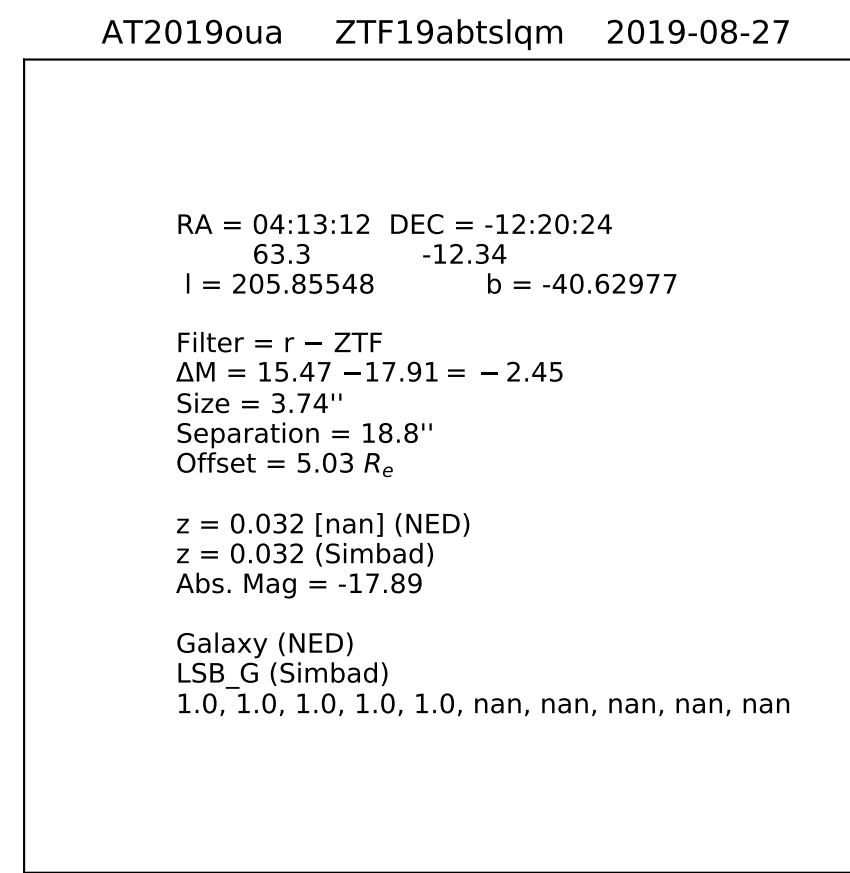 AT2019oua ZTF19abtslqm 2019-08-27
RA = 04:13:12 DEC = -12:20:24
63.3 -12.34
l = 205.85548 b = -40.62977
Filter = r − ZTF
ΔM = 15.47 −17.91 = − 2.45
Size = 3.74''
Separation = 18.8''
Offset = 5.03 Rₑ
z = 0.032 [nan] (NED)
z = 0.032 (Simbad)
Abs. Mag = -17.89
Galaxy (NED)
LSB_G (Simbad)
1.0, 1.0, 1.0, 1.0, 1.0, nan, nan, nan, nan, nan